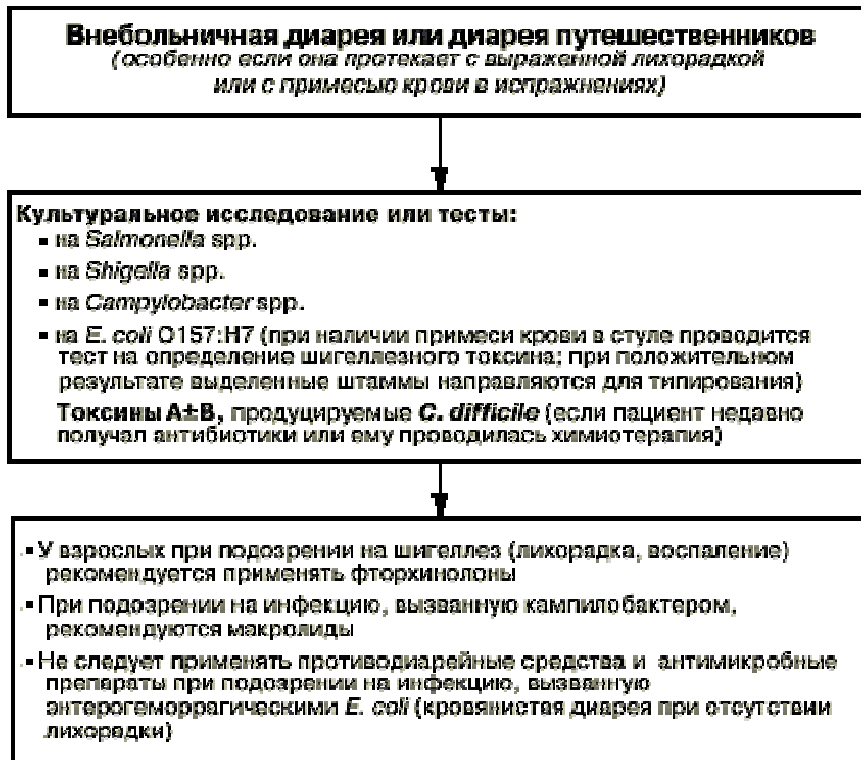 Внебольничная диарея или диарея путешественников
(особенно если она протекает с выраженной лихорадкой
или с примесью крови в испражнениях)
Культуральное исследование или тесты:
▪ на Salmonella spp.
▪ на Shigella spp.
▪ на Campylobacter spp.
▪ на E. coli O157:H7 (при наличии примеси крови в стуле проводится
тест на определение шигеллезного токсина; при положительном
результате выделенные штаммы направляются для типирования)
Токсины А±В, продуцируемые C. difficile (если пациент недавно
получал антибиотики или ему проводилась химиотерапия)
▪ У взрослых при подозрении на шигеллез (лихорадка, воспаление)
рекомендуется применять фторхинолоны
▪ При подозрении на инфекцию, вызванную кампилобактером,
рекомендуются макролиды
▪ Не следует применять противодиарейные средства и антимикробные
препараты при подозрении на инфекцию, вызванную
энтерогеморрагическими E. coli (кровянистая диарея при отсутствии
лихорадки)